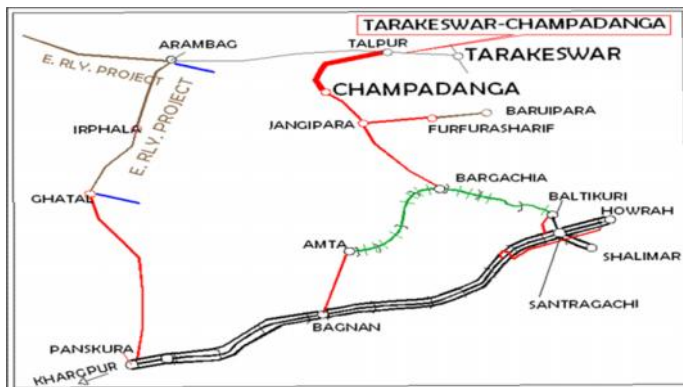 TARAKESWAR-CHAMPADANGA
ARAMBAG
TALPUR
TARAKESWAR
E. RLY. PROJECT
CHAMPADANGA
BARUIPARA
IRPHALA
E. RLY. PROJECT
JANGIPARA
FURFURASHARIF
BARGACHIA
GHATAL
BALTIKURI
HOWRAH
AMTA
SHALIMAR
SANTRAGACHI
BAGNAN
PANSKURA
KHARGPUR